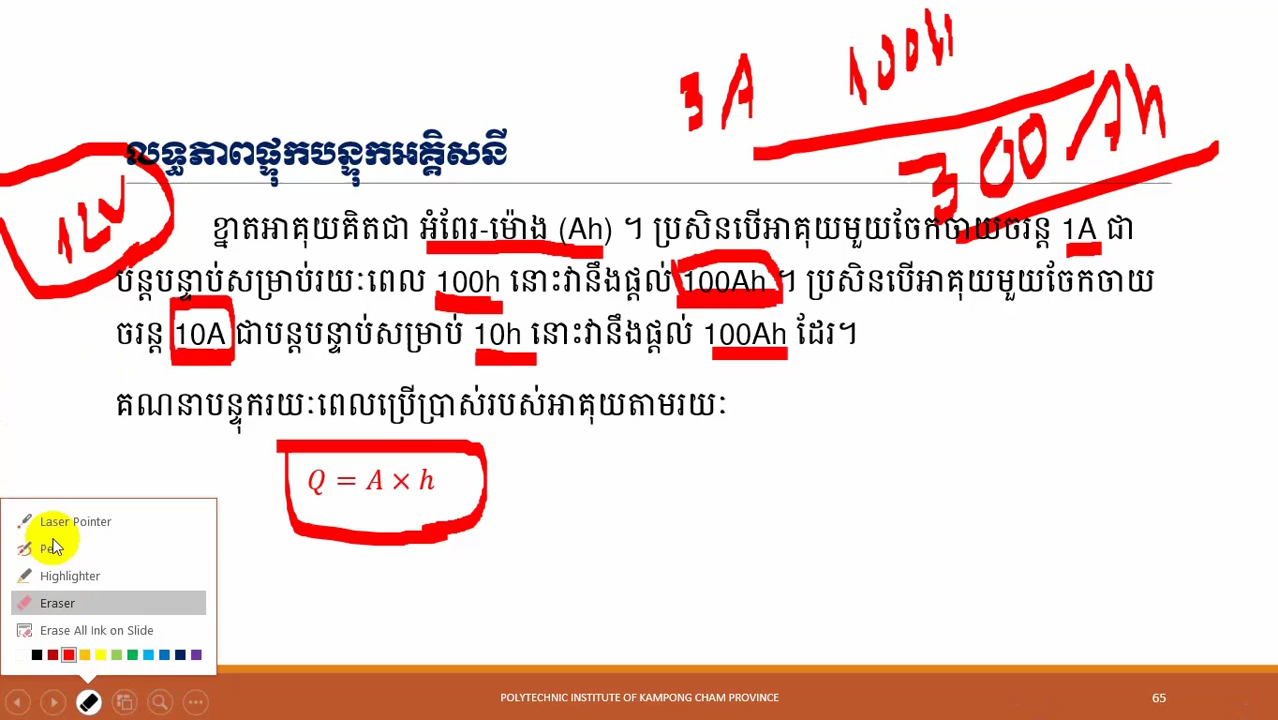 3 A 100h
300 Ah
លទ្ធភាពផ្ទុកបន្ទុកអគ្គិសនី
12V
ខ្នាតអាគុយគិតជា អំពែរ-ម៉ោង (Ah) ។ ប្រសិនបើអាគុយមួយចែកចាយចរន្ត 1A ជា
បន្តបន្ទាប់សម្រាប់រយៈពេល 100h នោះវានឹងផ្តល់ 100Ah ។ ប្រសិនបើអាគុយមួយចែកចាយ
ចរន្ត 10A ជាបន្តបន្ទាប់សម្រាប់ 10h នោះវានឹងផ្តល់ 100Ah ដែរ។
គណនាបន្ទុករយៈពេលប្រើប្រាស់របស់អាគុយតាមរយៈ
Q = A × h
Laser Pointer
Highlighter
Eraser
Erase All Ink on Slide
POLYTECHNIC INSTITUTE OF KAMPONG CHAM PROVINCE 65